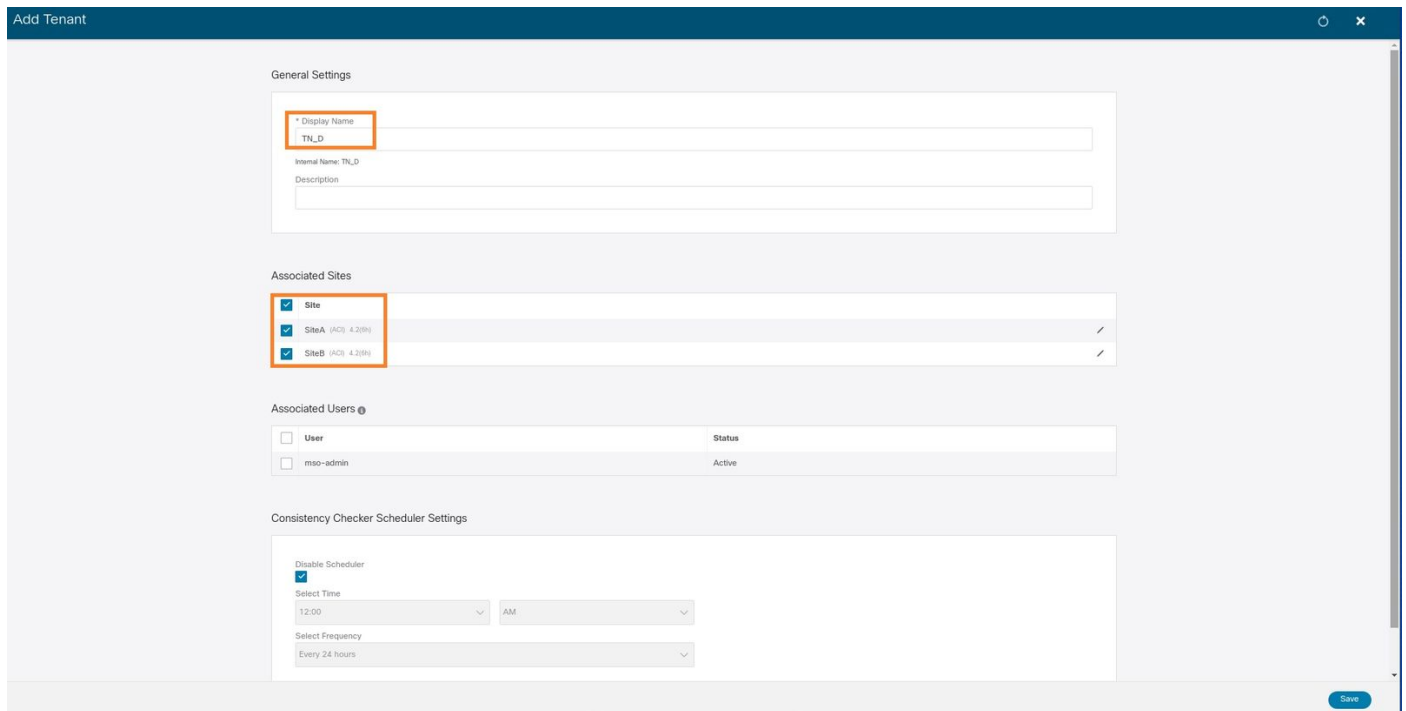 Add Tenant
General Settings
* Display Name
TN_D
Internal Name: TN_D
Description
Associated Sites
Site
SiteA (ACI) 4.2(6h)
SiteB (ACI) 4.2(6h)
Associated Users
User Status
mso-admin Active
Consistency Checker Scheduler Settings
Disable Scheduler
Select Time
12:00 AM
Select Frequency
Every 24 hours
Save